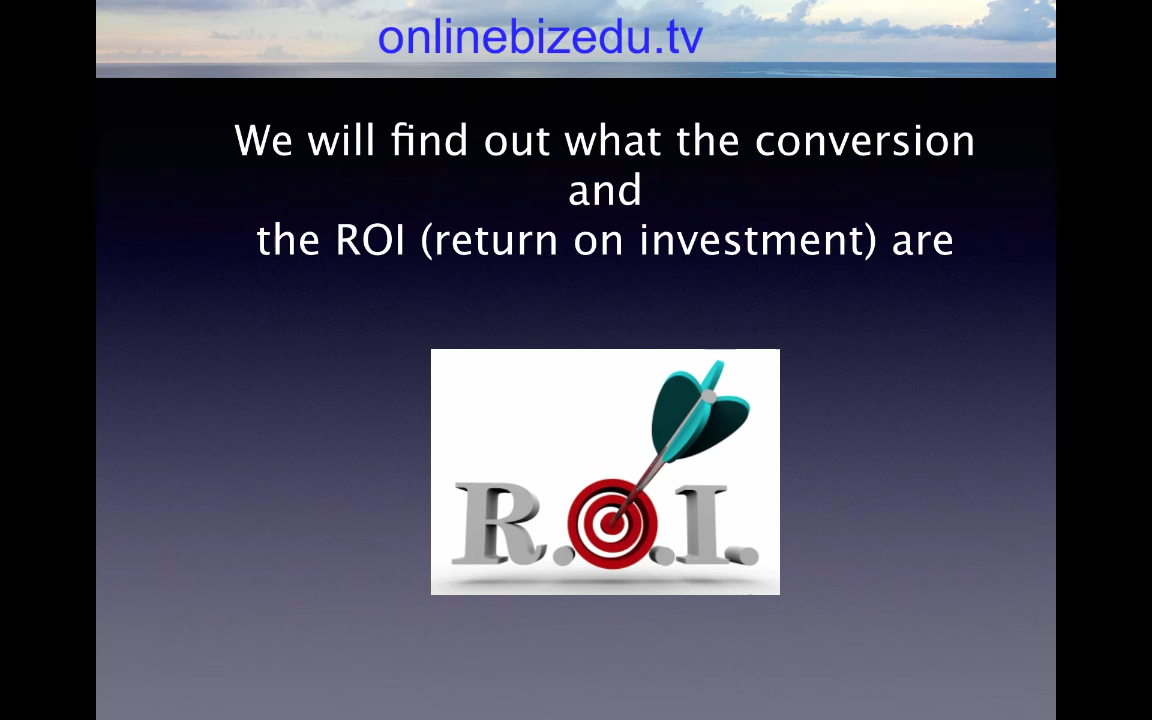 onlinebizedu.tv
We will find out what the conversion
and
the ROI (return on investment) are
R.O.I.